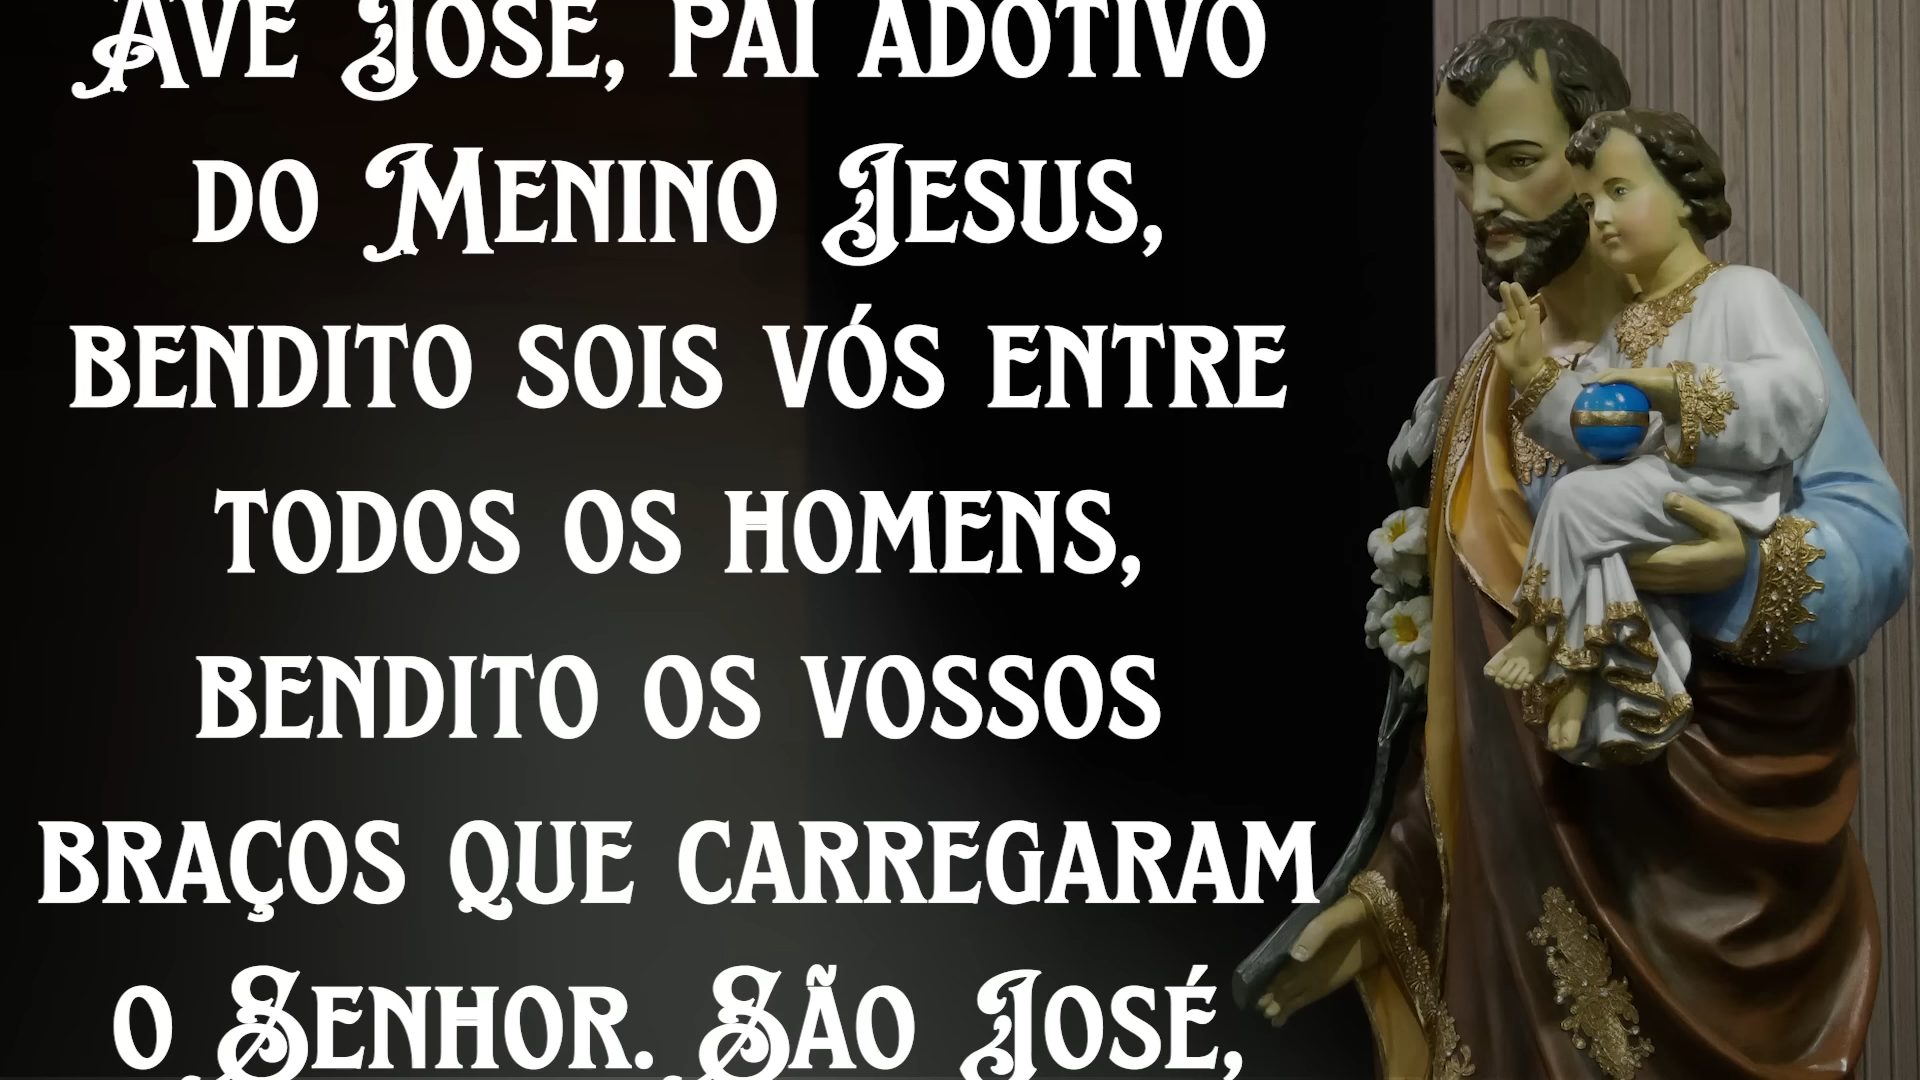 Ave José, pai adotivo
do Menino Jesus,
bendito sois vós entre
todos os homens,
bendito os vossos
braços que carregaram
o Senhor. São José,